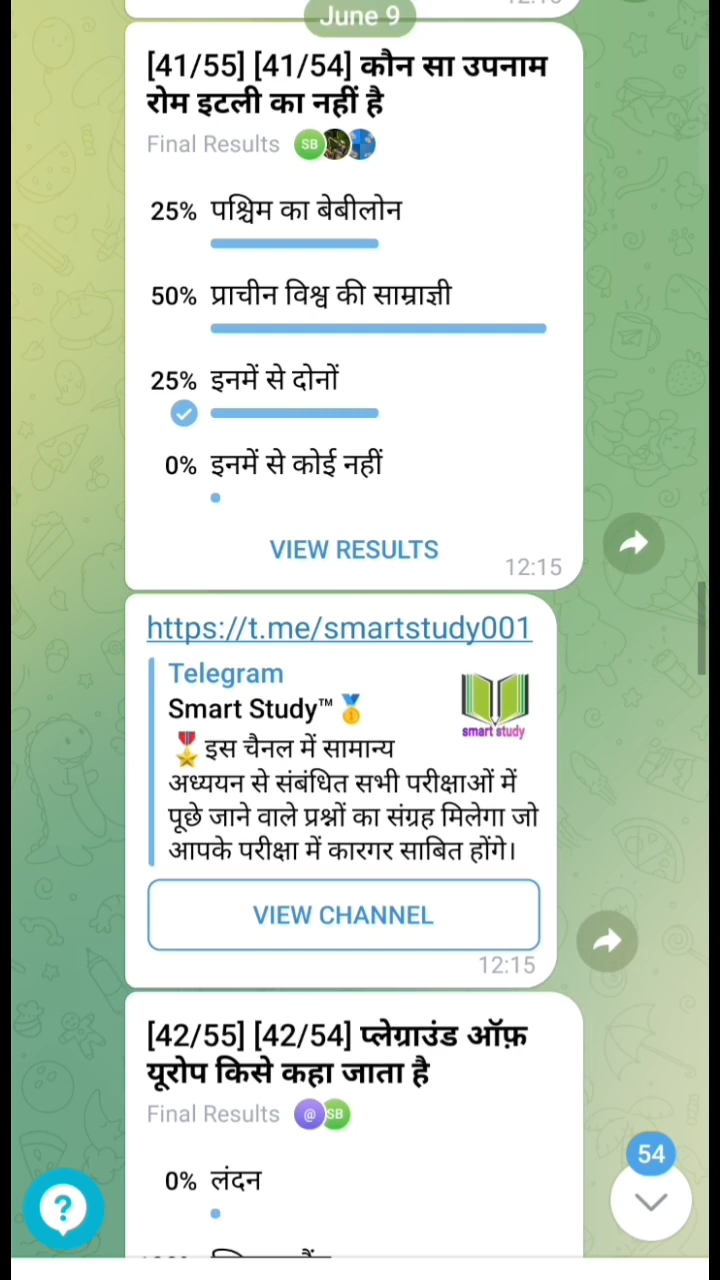 June 9
[41/55] [41/54] कौन सा उपनाम
रोम इटली का नहीं है
Final Results SB
25% पश्चिम का बेबीलोन
50% प्राचीन विश्व की साम्राज्ञी
25% इनमें से दोनों
0% इनमें से कोई नहीं
VIEW RESULTS
12:15
https://t.me/smartstudy001
Telegram
Smart Study™🥇
smart study
🎖️इस चैनल में सामान्य
अध्ययन से संबंधित सभी परीक्षाओं में
पूछे जाने वाले प्रश्नों का संग्रह मिलेगा जो
आपके परीक्षा में कारगर साबित होंगे।
VIEW CHANNEL
12:15
[42/55] [42/54] प्लेग्राउंड ऑफ़
यूरोप किसे कहा जाता है
Final Results @ SB
54
0% लंदन
?